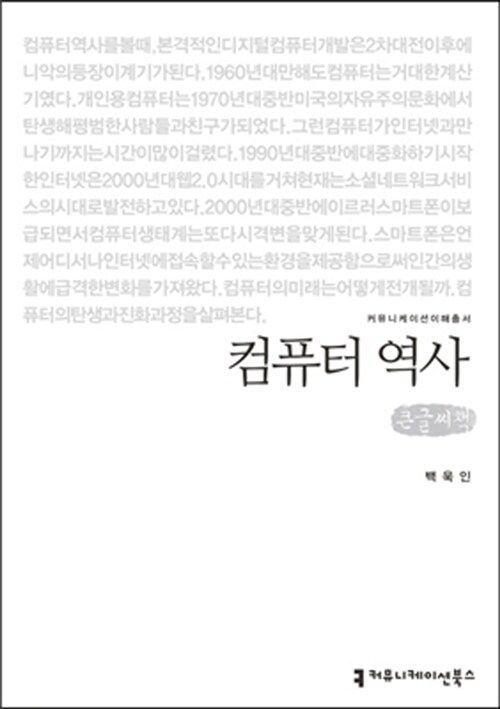 컴퓨터역사를볼때,본격적인디지털컴퓨터개발은2차대전이후에
니악의등장이계기가된다.1960년대만해도컴퓨터는거대한계산
기였다.개인용컴퓨터는1970년대중반미국의자유주의문화에서
탄생해평범한사람들과친구가되었다.그런컴퓨터가인터넷과만
나기까지는시간이많이걸렸다.1990년대중반에대중화하기시작
한인터넷은2000년대웹2.0시대를거쳐현재는소셜네트워크서비
스의시대로발전하고있다.2000년대중반에이르러스마트폰이보
급되면서컴퓨터생태계는또다시격변을맞게된다.스마트폰은언
제어디서나인터넷에접속할수있는환경을제공함으로써인간의생
활에급격한변화를가져왔다.컴퓨터의미래는어떻게전개될까.컴
퓨터의탄생과진화과정을살펴본다.
커뮤니케이션이해총서
컴퓨터 역사
큰글씨책
백욱인
커뮤니케이션북스